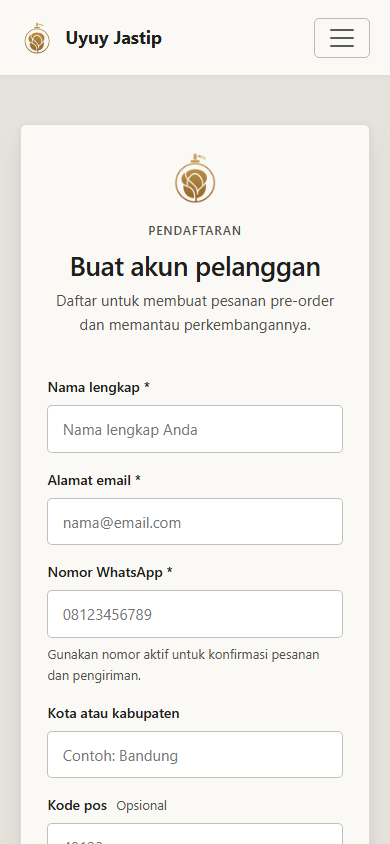 Uyuy Jastip
PENDAFTARAN
Buat akun pelanggan
Daftar untuk membuat pesanan pre-order
dan memantau perkembangannya.
Nama lengkap *
Nama lengkap Anda
Alamat email *
nama@email.com
Nomor WhatsApp *
08123456789
Gunakan nomor aktif untuk konfirmasi pesanan
dan pengiriman.
Kota atau kabupaten
Contoh: Bandung
Kode pos Opsional